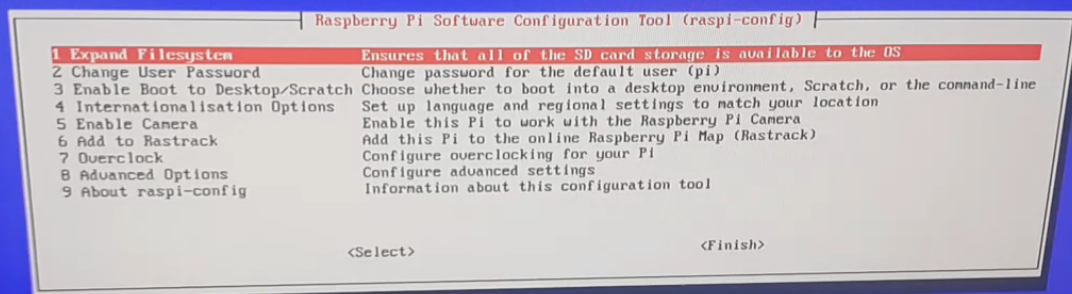 Raspberry Pi Software Configuration Tool (raspi-config)
1 Expand Filesystem Ensures that all of the SD card storage is available to the OS
2 Change User Password Change password for the default user (pi)
3 Enable Boot to Desktop/Scratch Choose whether to boot into a desktop environment, Scratch, or the command-line
4 Internationalisation Options Set up language and regional settings to match your location
5 Enable Camera Enable this Pi to work with the Raspberry Pi Camera
6 Add to Rastrack Add this Pi to the online Raspberry Pi Map (Rastrack)
7 Overclock Configure overclocking for your Pi
8 Advanced Options Configure advanced settings
9 About raspi-config Information about this configuration tool
<Select> <Finish>